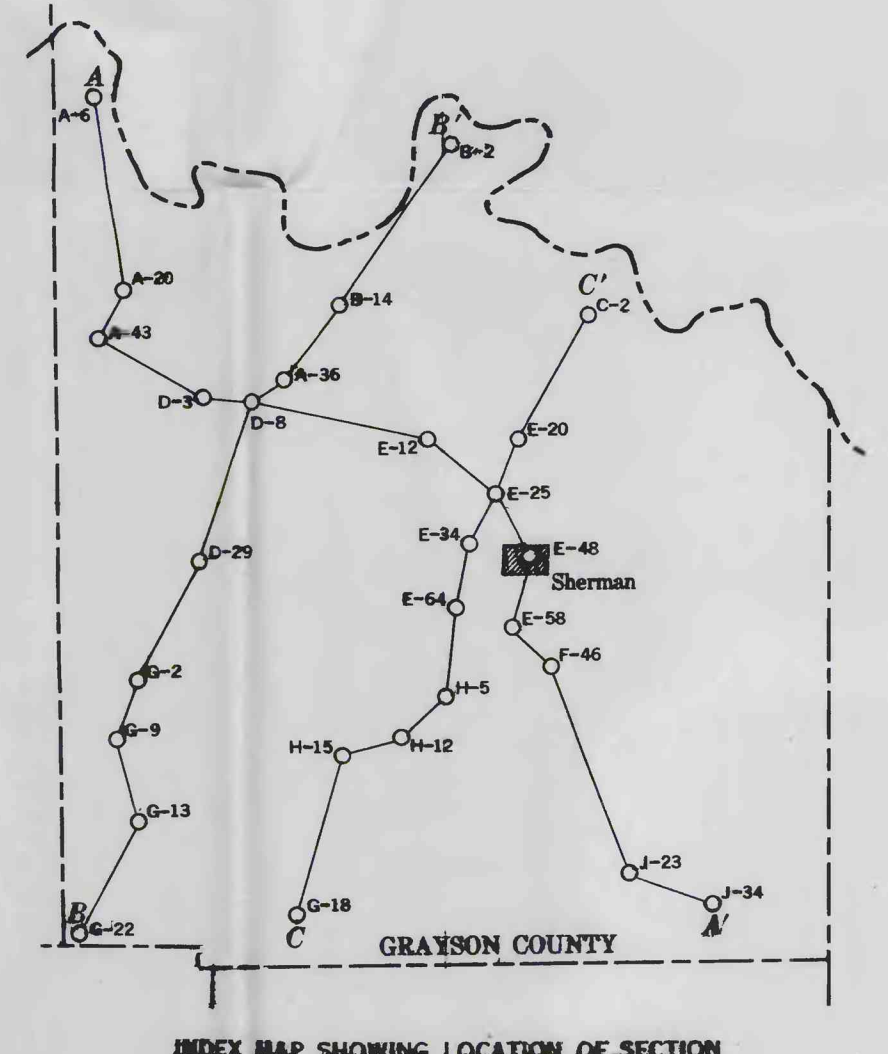 A
A-6
B'
B-2
A-20
B-14
C'
C-2
A-43
A-36
D-3
D-8
E-12
E-20
E-25
E-34
E-48
Sherman
D-29
E-64
E-58
F-46
G-2
H-5
G-9
H-15
H-12
G-13
J-23
J-34
A'
B
G-22
G-18
C
GRAYSON COUNTY
INDEX MAP SHOWING LOCATION OF SECTION